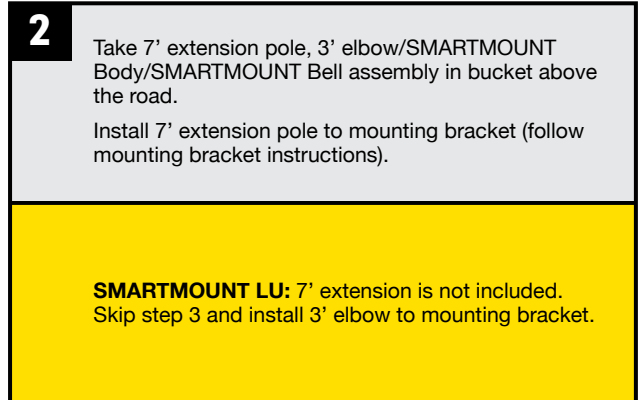 2
Take 7’ extension pole, 3’ elbow/SMARTMOUNT
Body/SMARTMOUNT Bell assembly in bucket above
the road.
Install 7’ extension pole to mounting bracket (follow
mounting bracket instructions).
SMARTMOUNT LU: 7’ extension is not included.
Skip step 3 and install 3’ elbow to mounting bracket.